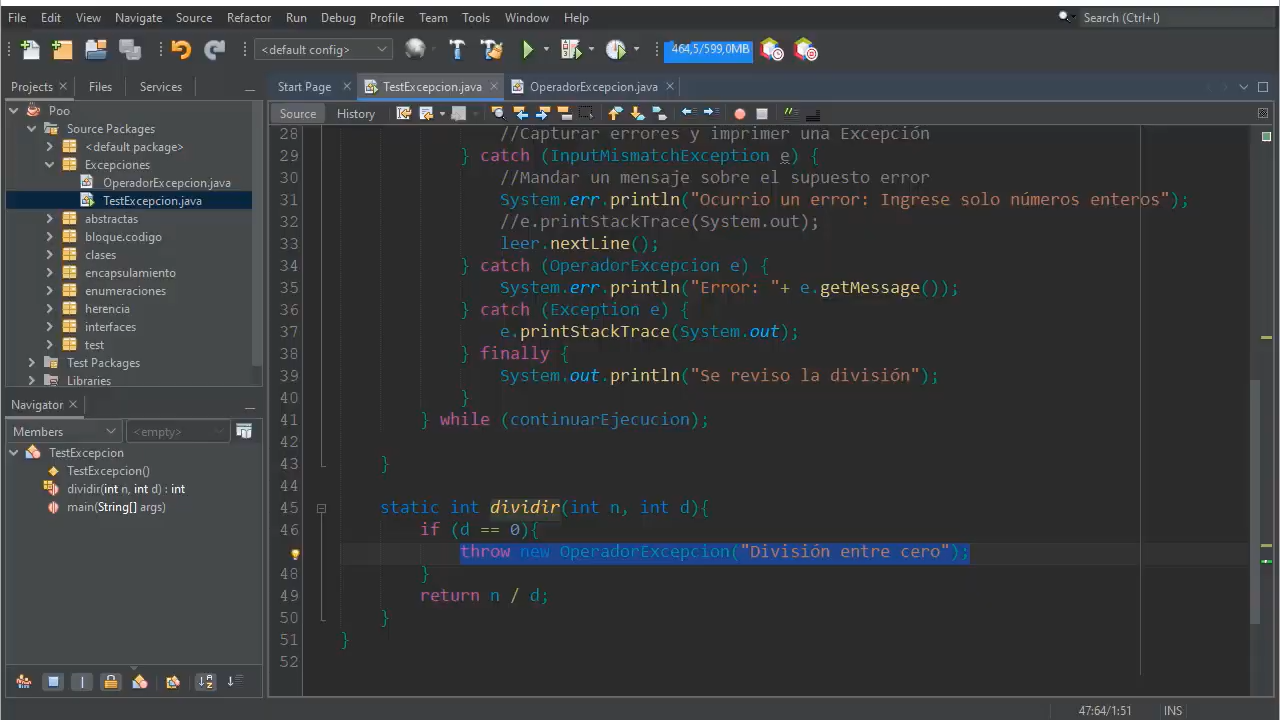 File Edit View Navigate Source Refactor Run Debug Profile Team Tools Window Help Search (Ctrl+I)
<default config> 464,5/599,0MB
Projects Files Services
Start Page TestExcepcion.java OperadorExcepcion.java
Source History
Poo
Source Packages
<default package>
Excepciones
OperadorExcepcion.java
TestExcepcion.java
abstractas
bloque.codigo
clases
encapsulamiento
enumeraciones
herencia
interfaces
test
Test Packages
Libraries
Navigator
Members <empty>
TestExcepcion
TestExcepcion()
dividir(int n, int d) : int
main(String[] args)
28 //Capturar errores y imprimer una Excepción
29 } catch (InputMismatchException e) {
30 //Mandar un mensaje sobre el supuesto error
31 System.err.println("Ocurrio un error: Ingrese solo números enteros");
32 //e.printStackTrace(System.out);
33 leer.nextLine();
34 } catch (OperadorExcepcion e) {
35 System.err.println("Error: "+ e.getMessage());
36 } catch (Exception e) {
37 e.printStackTrace(System.out);
38 } finally {
39 System.out.println("Se reviso la división");
40 }
41 } while (continuarEjecucion);
42
43 }
44
45 static int dividir(int n, int d){
46 if (d == 0){
throw new OperadorExcepcion("División entre cero");
48 }
49 return n / d;
50 }
51 }
52
47:64/1:51 INS